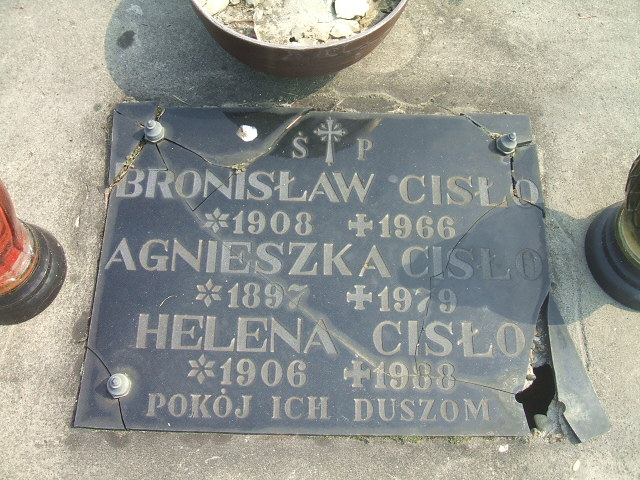 Ś P
BRONISŁAW CISŁO
1908 1966
AGNIESZKA CISŁO
1897 1979
HELENA CISŁO
1906 1988
POKÓJ ICH DUSZOM